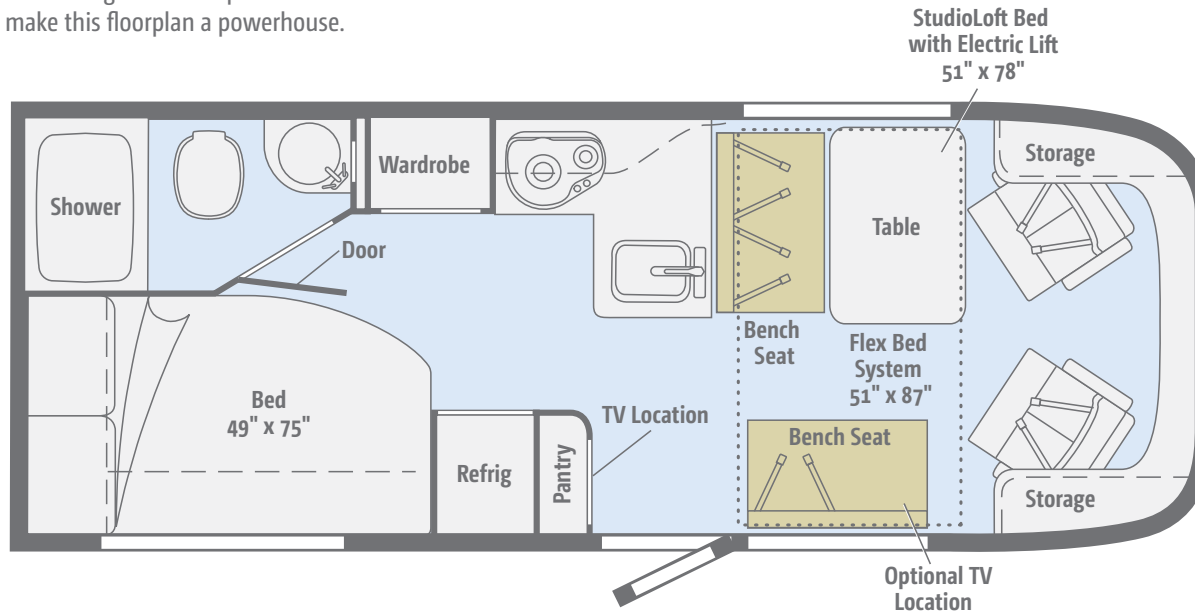 make this floorplan a powerhouse.
StudioLoft Bed
with Electric Lift
51" x 78"
Shower
Wardrobe
Storage
Table
Door
Bench
Seat
Flex Bed
System
51" x 87"
Bed
49" x 75"
TV Location
Bench Seat
Refrig
Pantry
Storage
Optional TV
Location